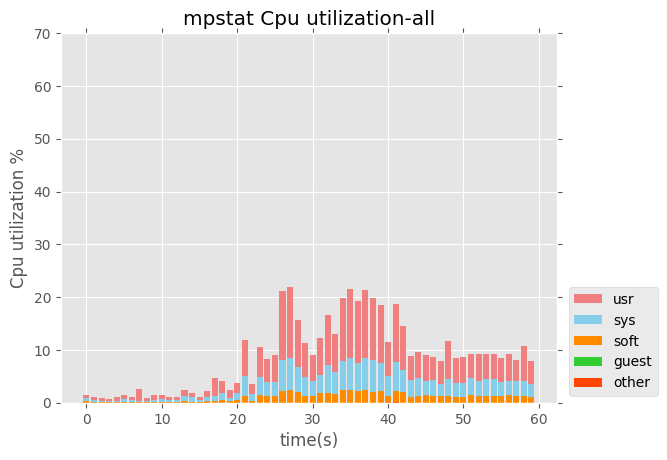 mpstat Cpu utilization-all
Cpu utilization %
70
60
50
40
30
20
10
0
0 10 20 30 40 50 60
time(s)
usr
sys
soft
guest
other